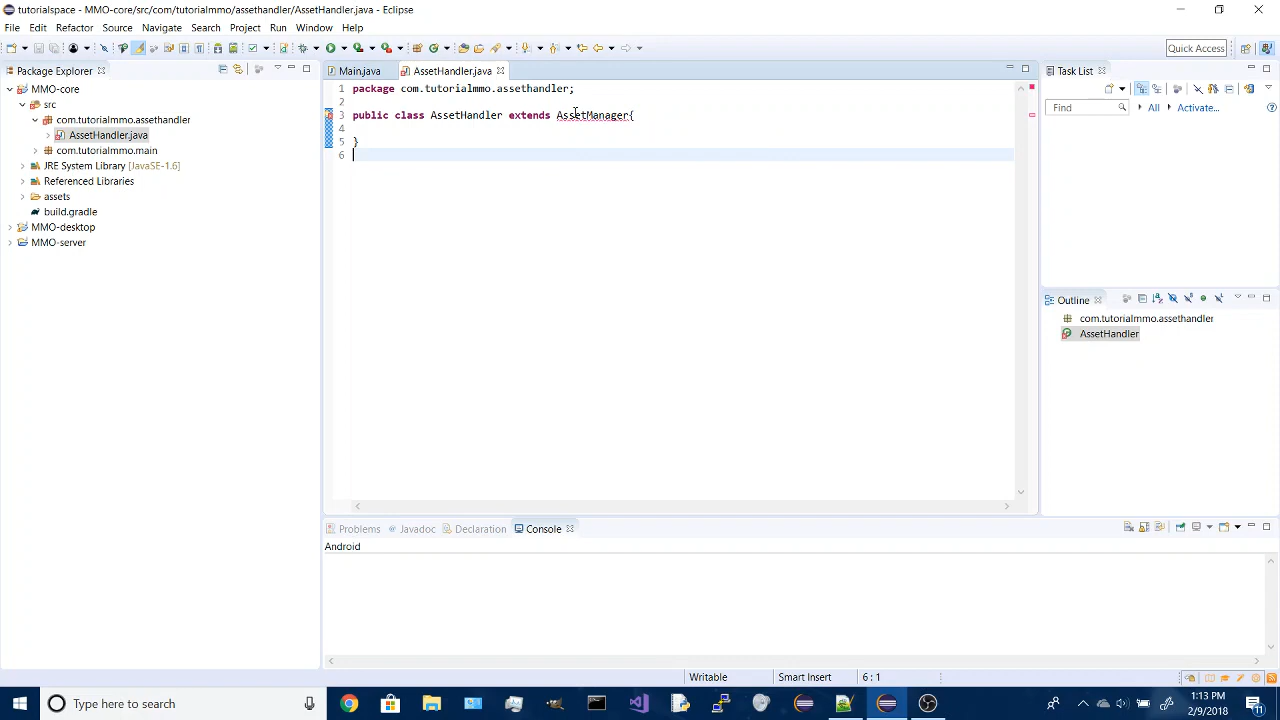 tutorialspace - MMO-core/src/com/tutorialmmo/assethandler/AssetHandler.java - Eclipse
File Edit Refactor Source Navigate Search Project Run Window Help
Quick Access
Package Explorer
Main.java
AssetHandler.java
Task List
MMO-core
src
com.tutorialmmo.assethandler
AssetHandler.java
com.tutorialmmo.main
JRE System Library [JavaSE-1.6]
Referenced Libraries
assets
build.gradle
MMO-desktop
MMO-server
1 package com.tutorialmmo.assethandler;
2
3 public class AssetHandler extends AssetManager{
4
5 }
6
Find
All
Activate...
Outline
com.tutorialmmo.assethandler
AssetHandler
Problems
Javadoc
Declaration
Console
Android
Writable
Smart Insert
6 : 1
Type here to search
1:13 PM
2/9/2018
11